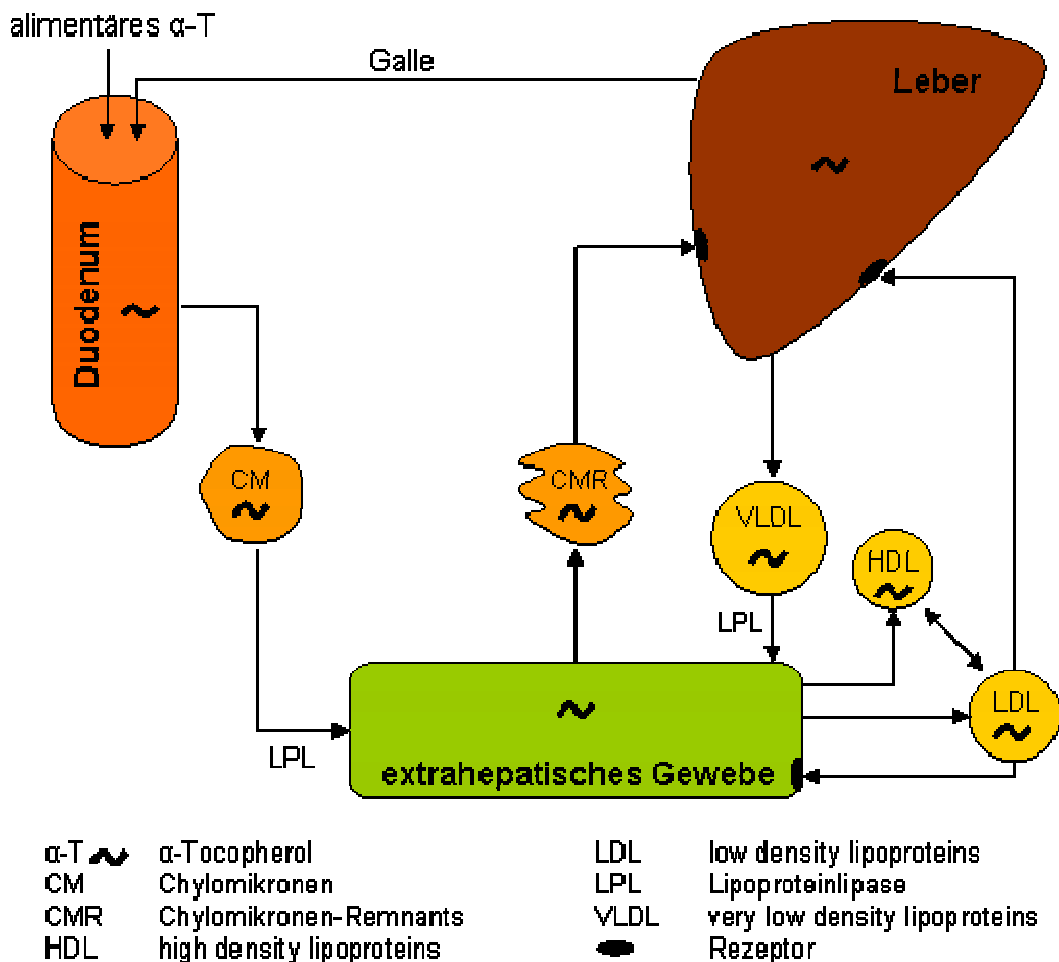 alimentäres α-T
Galle
Leber
Duodenum
CM
CMR
VLDL
HDL
LPL
LDL
LPL
extrahepatisches Gewebe
α-T α-Tocopherol
CM Chylomikronen
CMR Chylomikronen-Remnants
HDL high density lipoproteins
LDL low density lipoproteins
LPL Lipoproteinlipase
VLDL very low density lipoproteins
Rezeptor